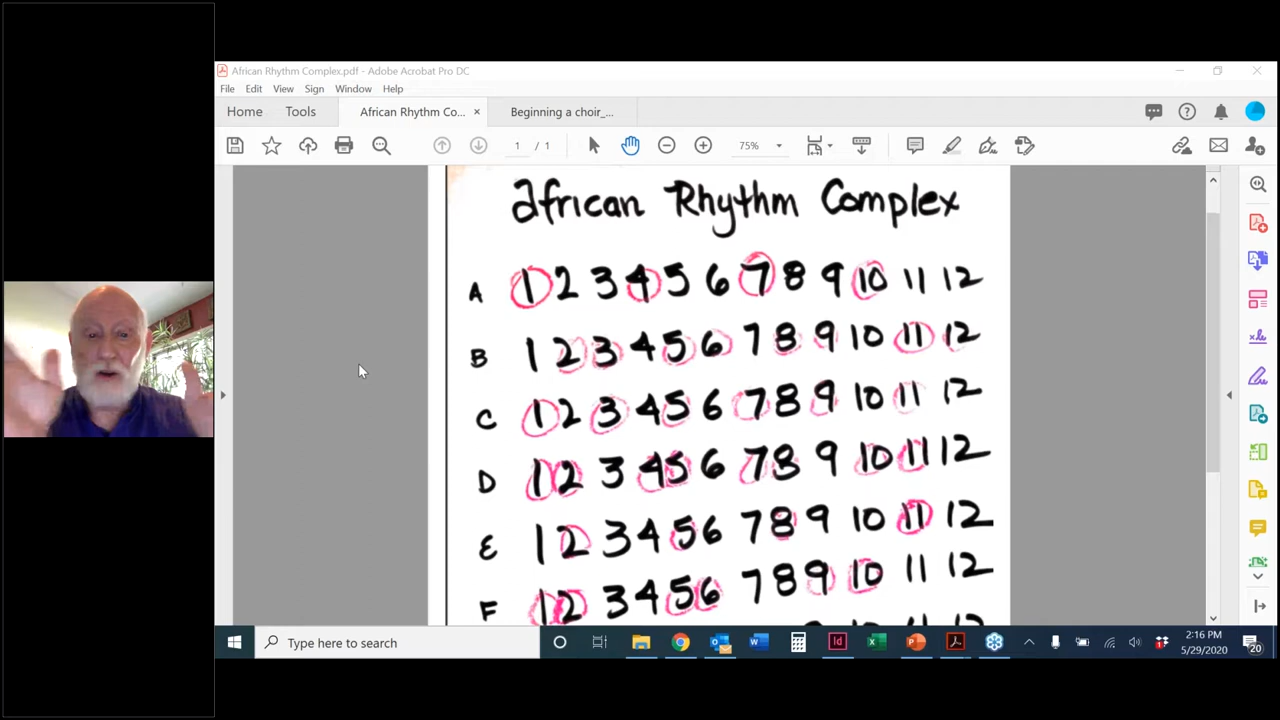 African Rhythm Complex.pdf - Adobe Acrobat Pro DC
File Edit View Sign Window Help
Home Tools African Rhythm Co... × Beginning a choir_...
1 / 1 75%
African Rhythm Complex
A 1 2 3 4 5 6 7 8 9 10 11 12
B 1 2 3 4 5 6 7 8 9 10 11 12
C 1 2 3 4 5 6 7 8 9 10 11 12
D 1 2 3 4 5 6 7 8 9 10 11 12
E 1 2 3 4 5 6 7 8 9 10 11 12
F 1 2 3 4 5 6 7 8 9 10 11 12
Type here to search
2:16 PM
5/29/2020
20